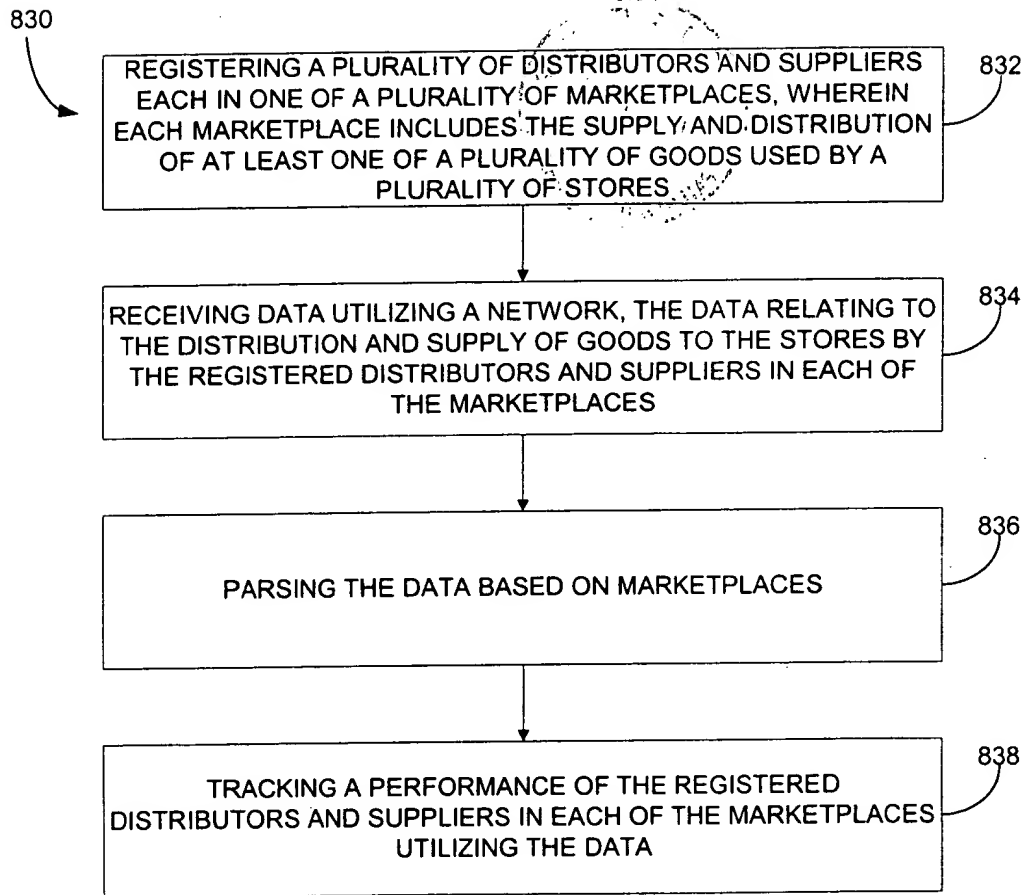 830
REGISTERING A PLURALITY OF DISTRIBUTORS AND SUPPLIERS
832
EACH IN ONE OF A PLURALITY OF MARKETPLACES, WHEREIN
EACH MARKETPLACE INCLUDES THE SUPPLY AND DISTRIBUTION
OF AT LEAST ONE OF A PLURALITY OF GOODS USED BY A
PLURALITY OF STORES
834
RECEIVING DATA UTILIZING A NETWORK, THE DATA RELATING TO
THE DISTRIBUTION AND SUPPLY OF GOODS TO THE STORES BY
THE REGISTERED DISTRIBUTORS AND SUPPLIERS IN EACH OF
THE MARKETPLACES
836
PARSING THE DATA BASED ON MARKETPLACES
838
TRACKING A PERFORMANCE OF THE REGISTERED
DISTRIBUTORS AND SUPPLIERS IN EACH OF THE MARKETPLACES
UTILIZING THE DATA